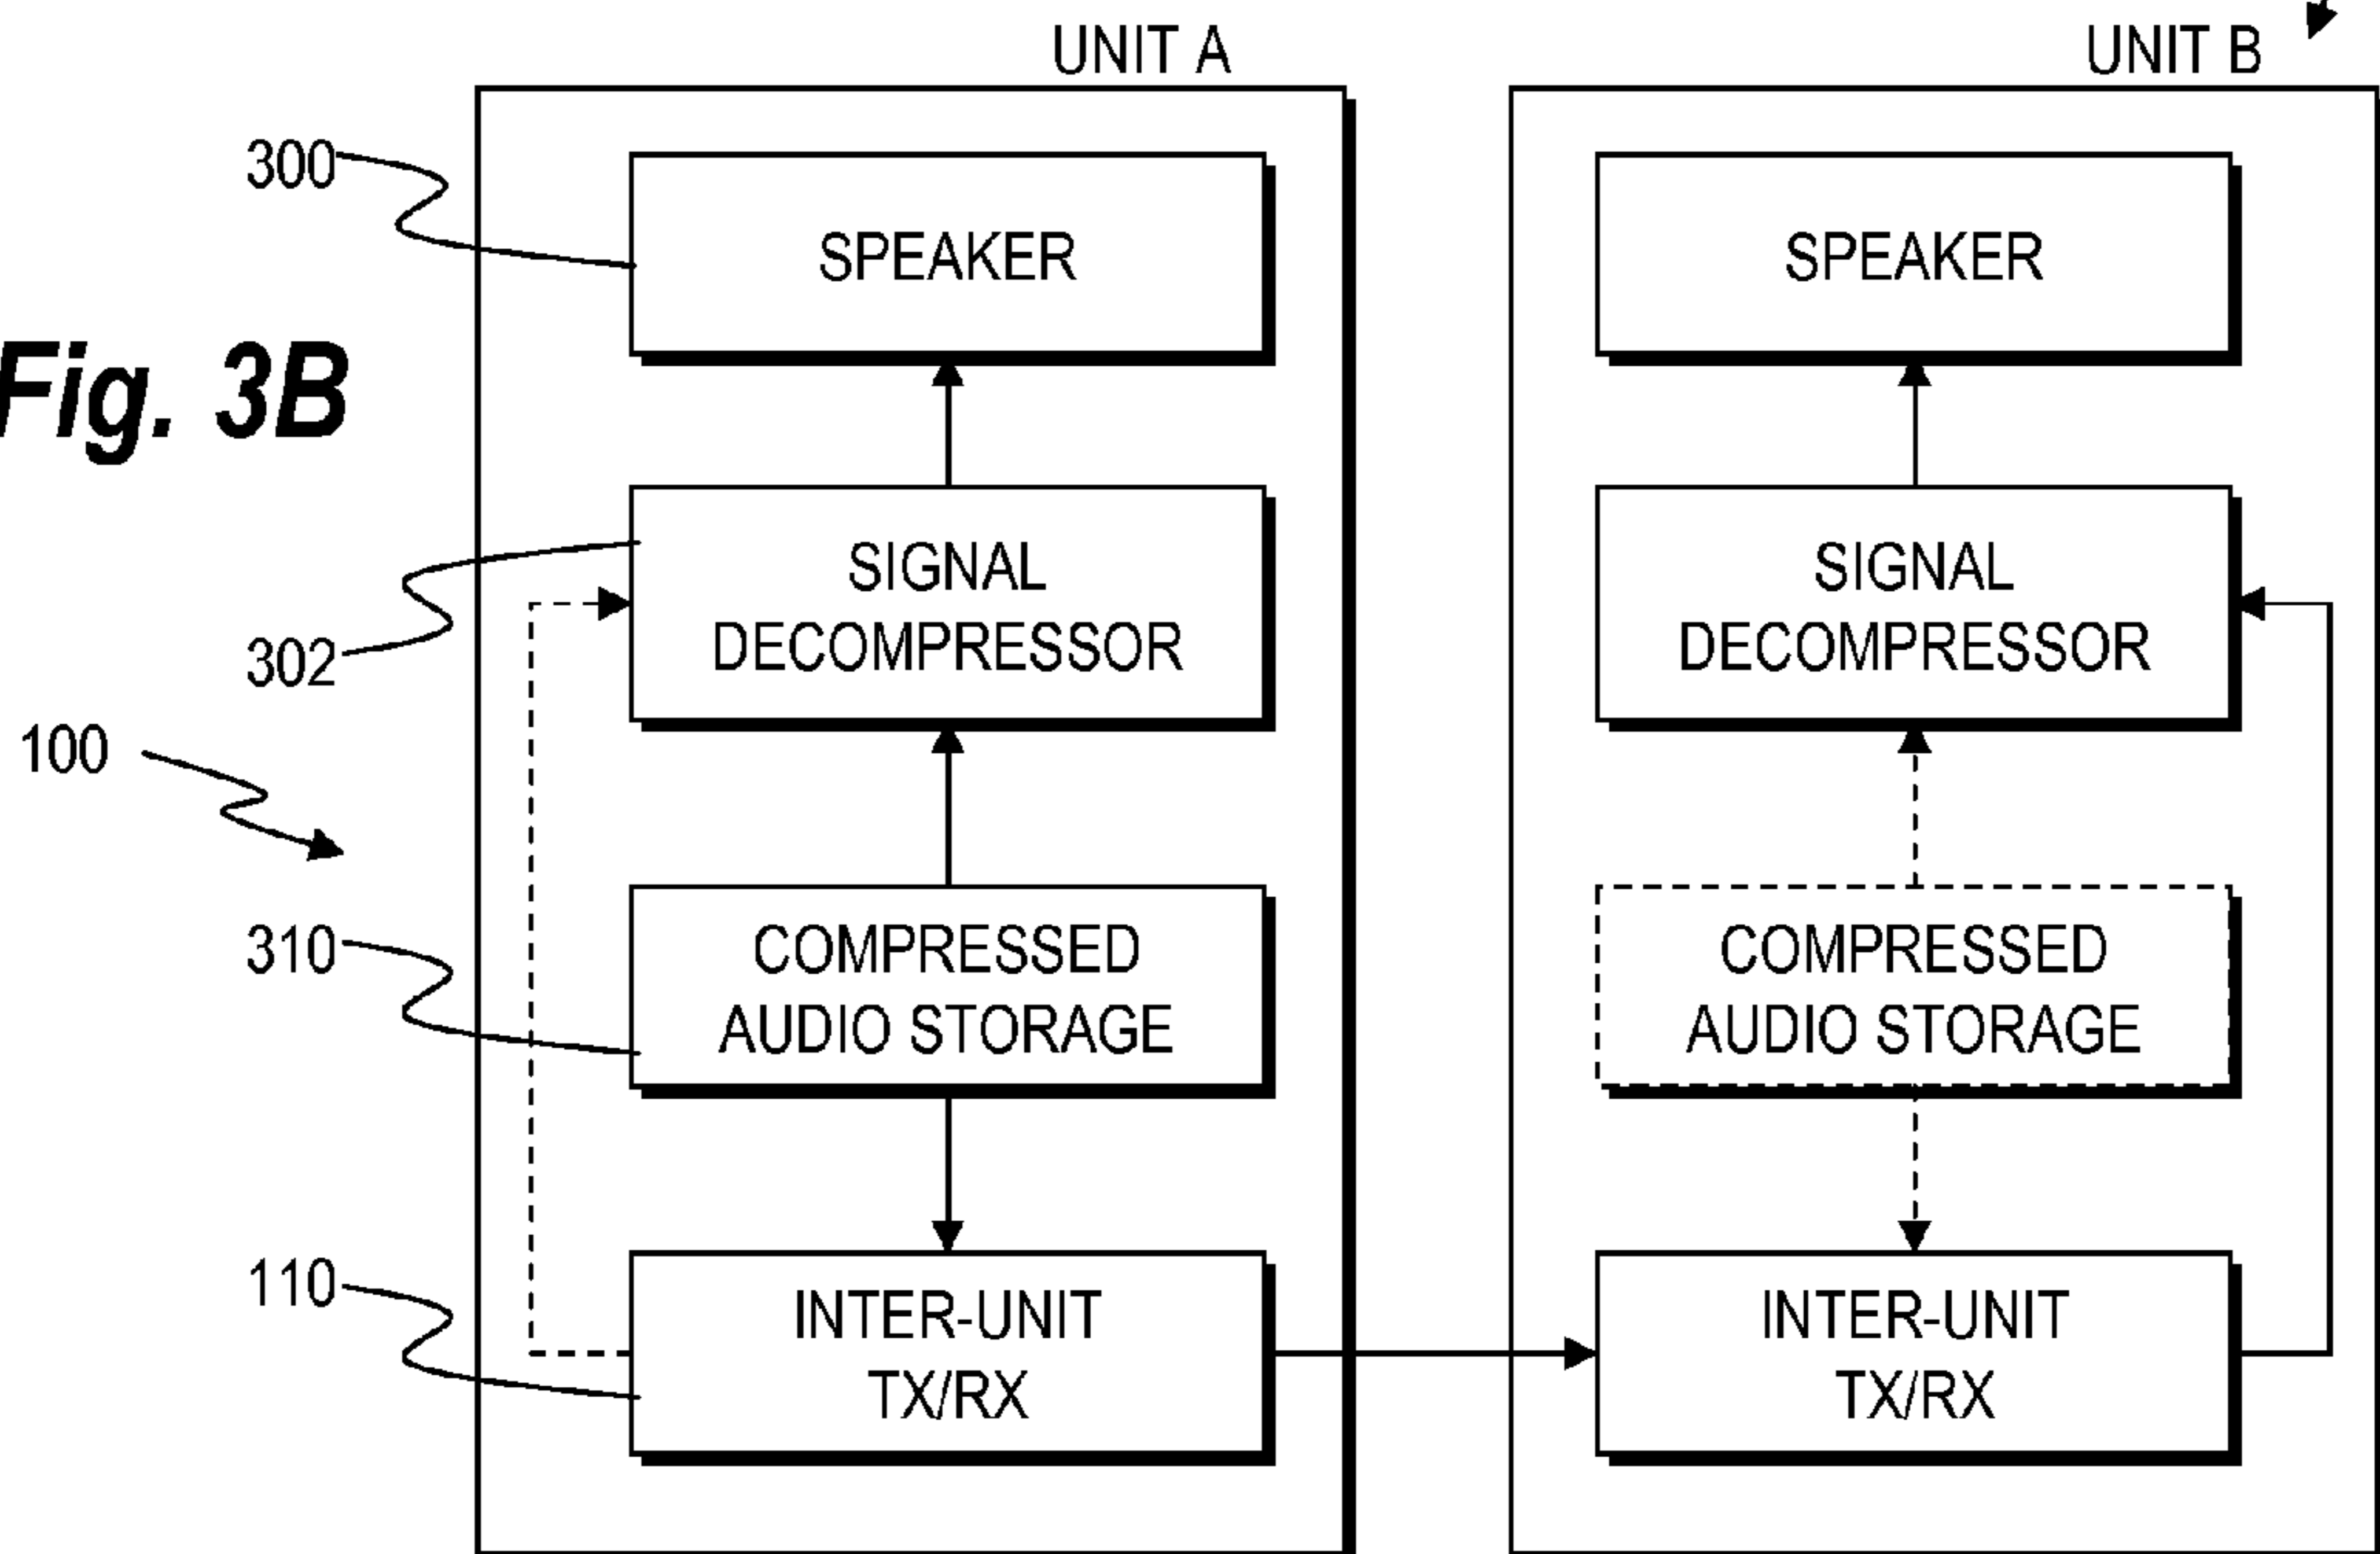 UNIT A
UNIT B
300
SPEAKER
SPEAKER
Fig. 3B
SIGNAL
DECOMPRESSOR
SIGNAL
DECOMPRESSOR
302
100
310
COMPRESSED
AUDIO STORAGE
COMPRESSED
AUDIO STORAGE
110
INTER-UNIT
TX/RX
INTER-UNIT
TX/RX